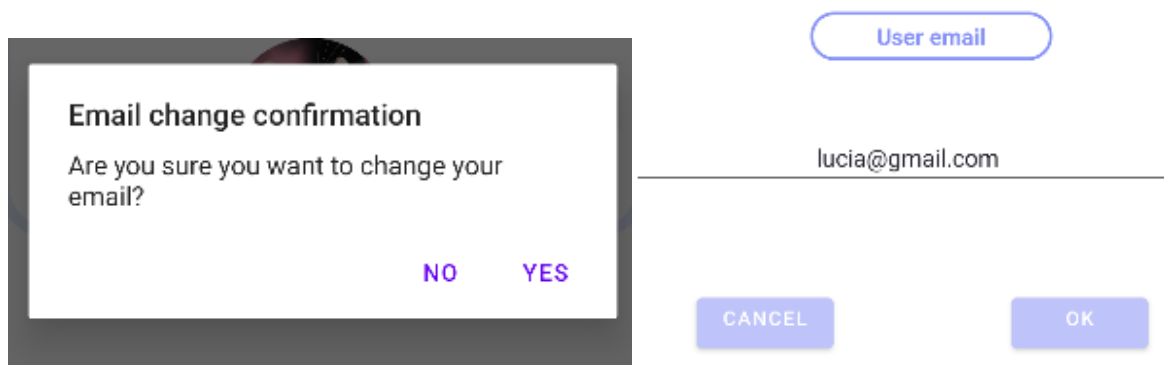 Email change confirmation
Are you sure you want to change your
email?
NO YES
User email
lucia@gmail.com
CANCEL OK